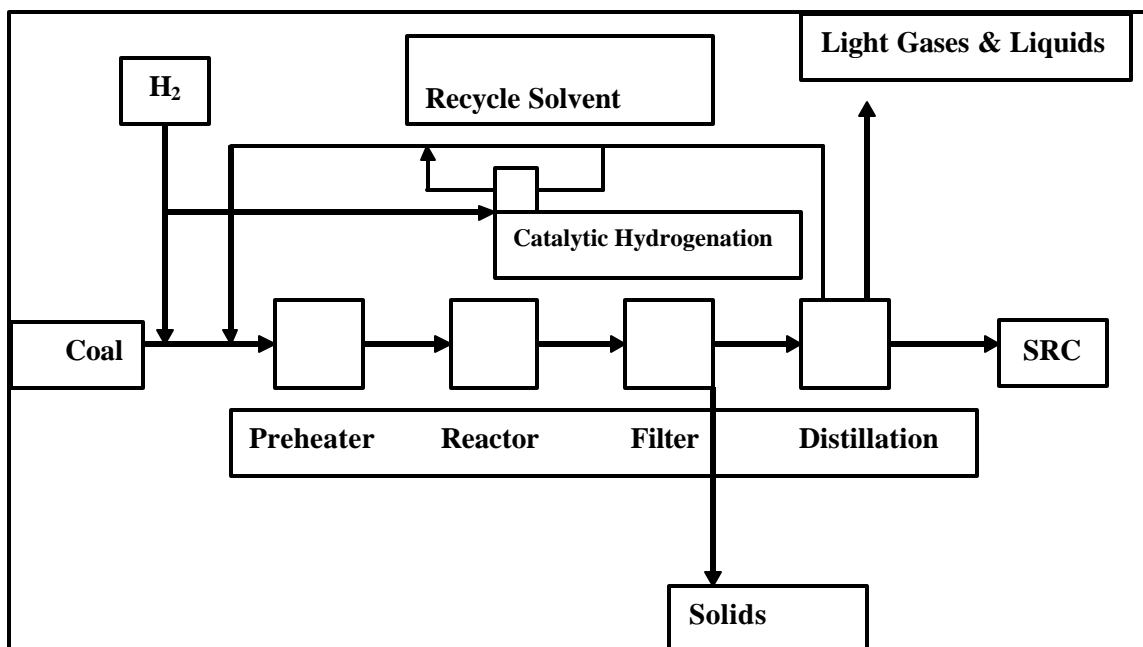 Light Gases & Liquids
H₂
Recycle Solvent
Catalytic Hydrogenation
Coal
SRC
Preheater Reactor Filter Distillation
Solids